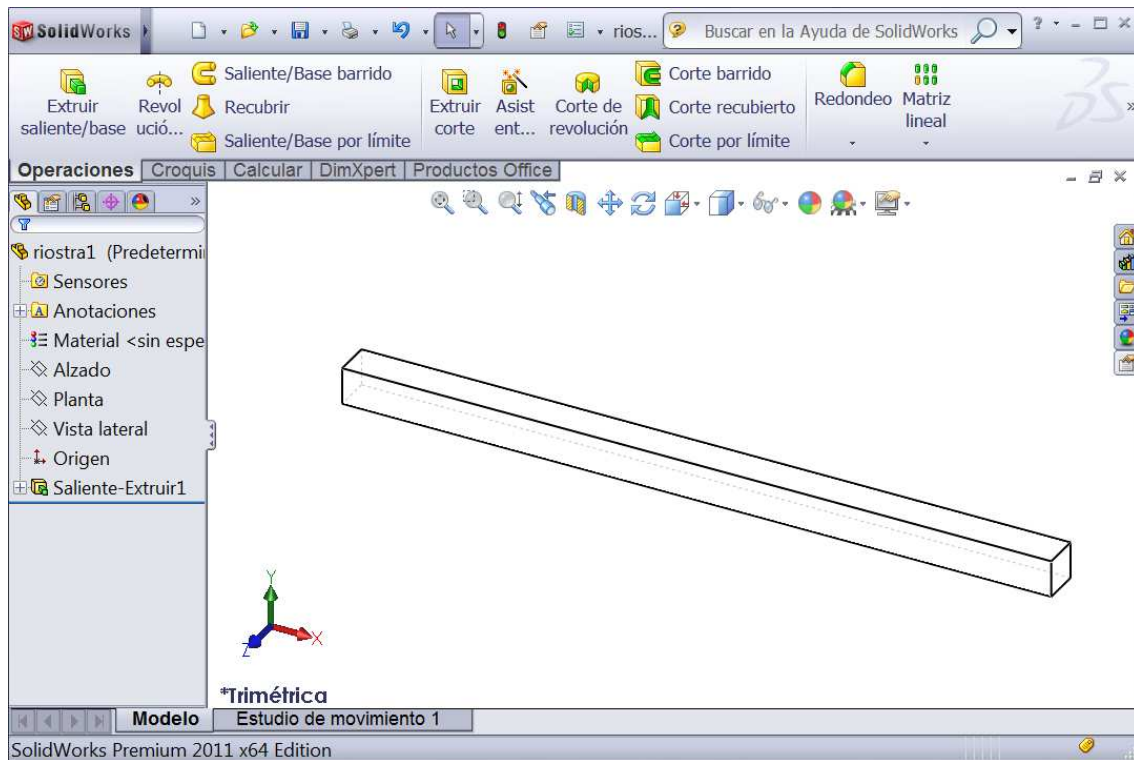 SolidWorks rios... Buscar en la Ayuda de SolidWorks ?
Extruir saliente/base
Revol ució...
Saliente/Base barrido
Recubrir
Saliente/Base por límite
Extruir corte
Asist ent...
Corte de revolución
Corte barrido
Corte recubierto
Corte por límite
Redondeo
Matriz lineal
»
Operaciones Croquis Calcular DimXpert Productos Office
»
riostra1 (Predetermi
Sensores
A Anotaciones
Material <sin espe
Alzado
Planta
Vista lateral
Origen
Saliente-Extruir1
Y
X
Z
*Trimétrica
Modelo Estudio de movimiento 1
SolidWorks Premium 2011 x64 Edition